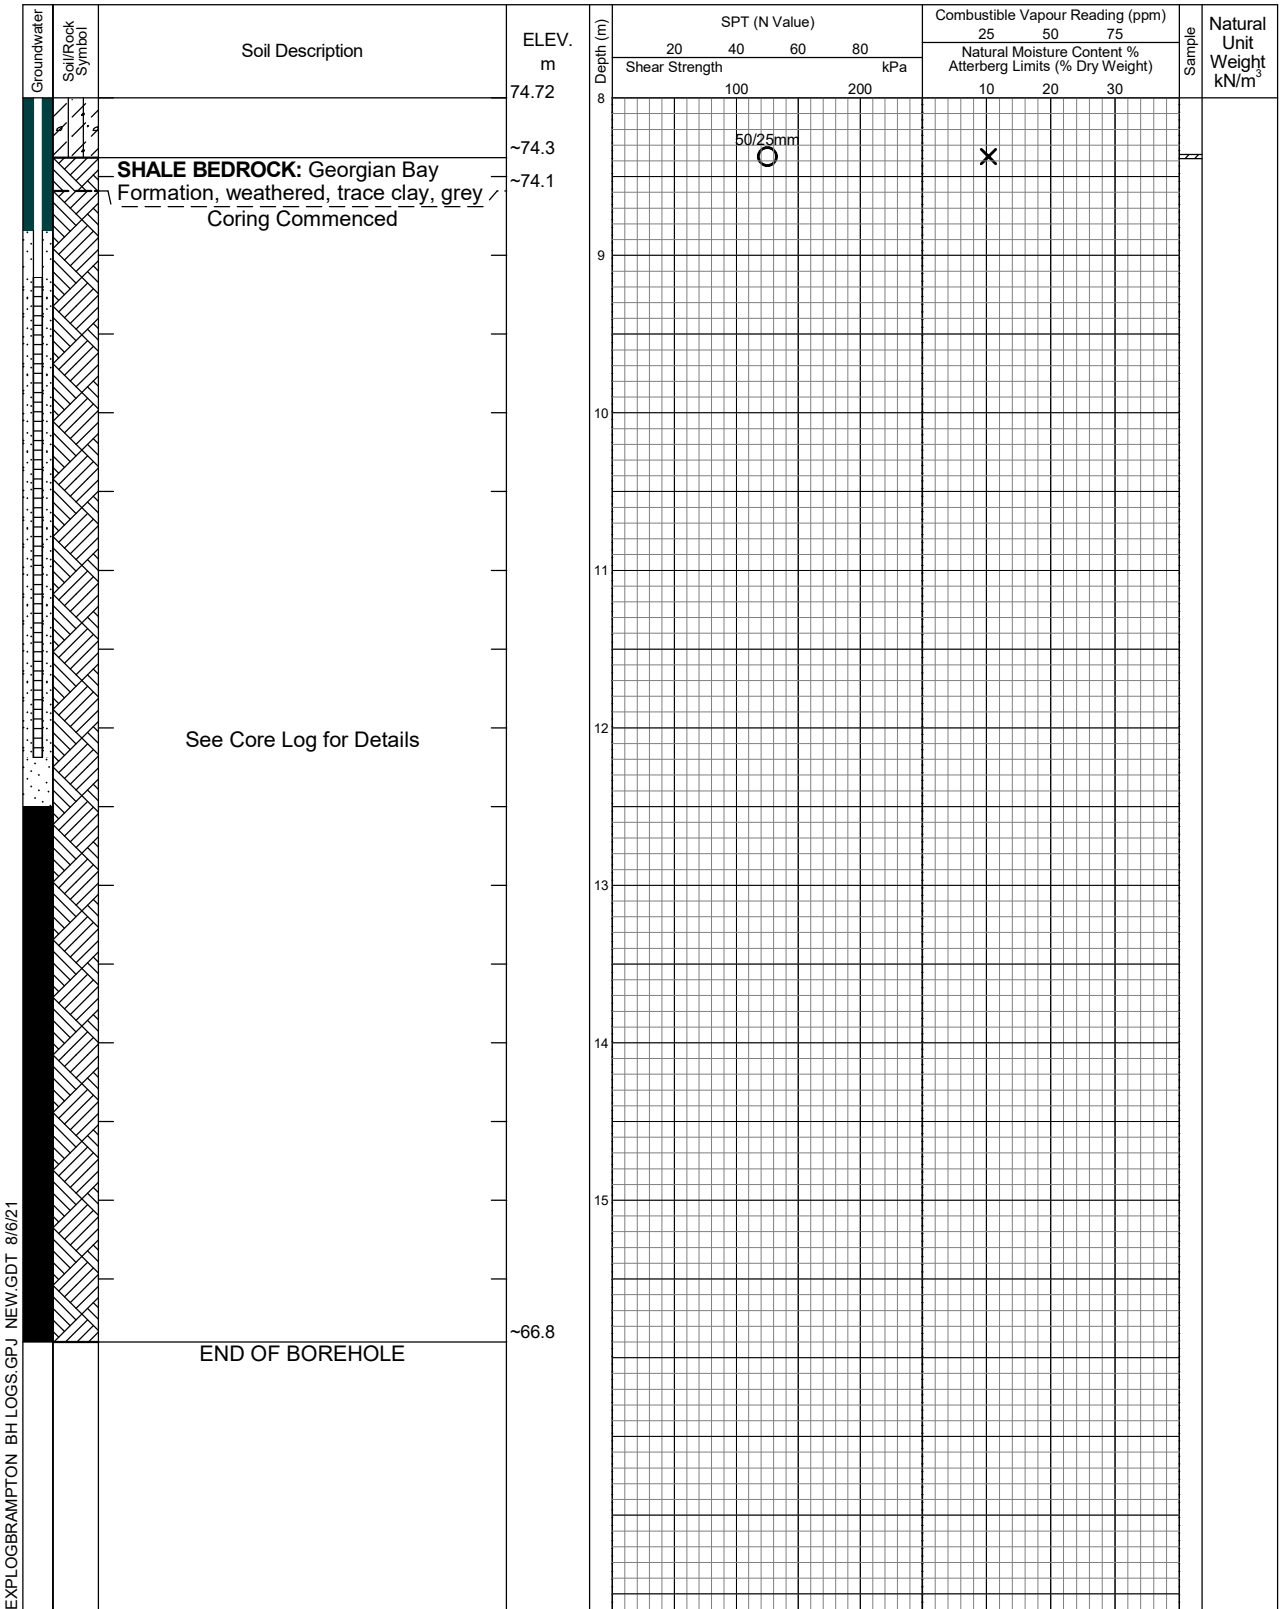 Groundwater
Soil/Rock
Symbol
Soil Description
ELEV.
m
74.72
Depth (m)
SPT (N Value)
20 40 60 80
Shear Strength kPa
100 200
Combustible Vapour Reading (ppm)
25 50 75
Natural Moisture Content %
Atterberg Limits (% Dry Weight)
10 20 30
Sample
Natural
Unit
Weight
kN/m³
8
50/25mm
~74.3
SHALE BEDROCK: Georgian Bay
Formation, weathered, trace clay, grey
~74.1
Coring Commenced
9
10
11
12
See Core Log for Details
13
14
15
~66.8
END OF BOREHOLE
EXPLOGBRAMPTON BH LOGS.GPJ NEW.GDT 8/6/21